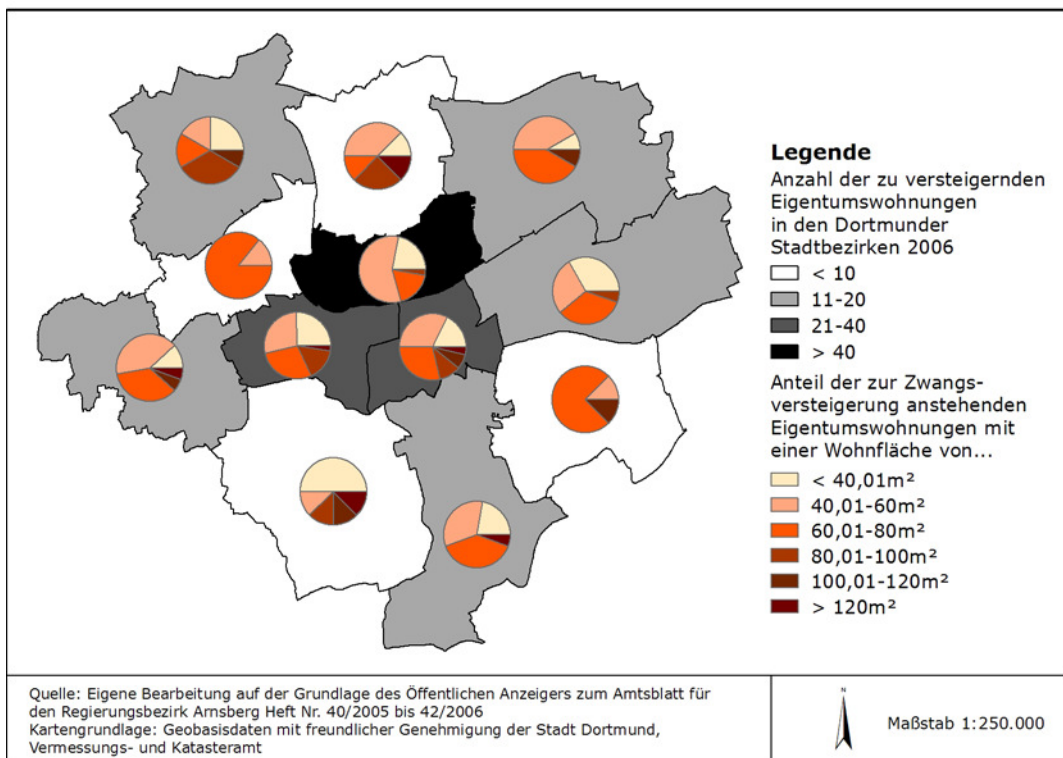 Legende
Anzahl der zu versteigernden
Eigentumswohnungen
in den Dortmunder
Stadtbezirken 2006
< 10
11-20
21-40
> 40
Anteil der zur Zwangs-
versteigerung anstehenden
Eigentumswohnungen mit
einer Wohnfläche von...
< 40,01m²
40,01-60m²
60,01-80m²
80,01-100m²
100,01-120m²
> 120m²
Quelle: Eigene Bearbeitung auf der Grundlage des Öffentlichen Anzeigers zum Amtsblatt für
den Regierungsbezirk Arnsberg Heft Nr. 40/2005 bis 42/2006
Kartengrundlage: Geobasisdaten mit freundlicher Genehmigung der Stadt Dortmund,
Vermessungs- und Katasteramt
N
Maßstab 1:250.000